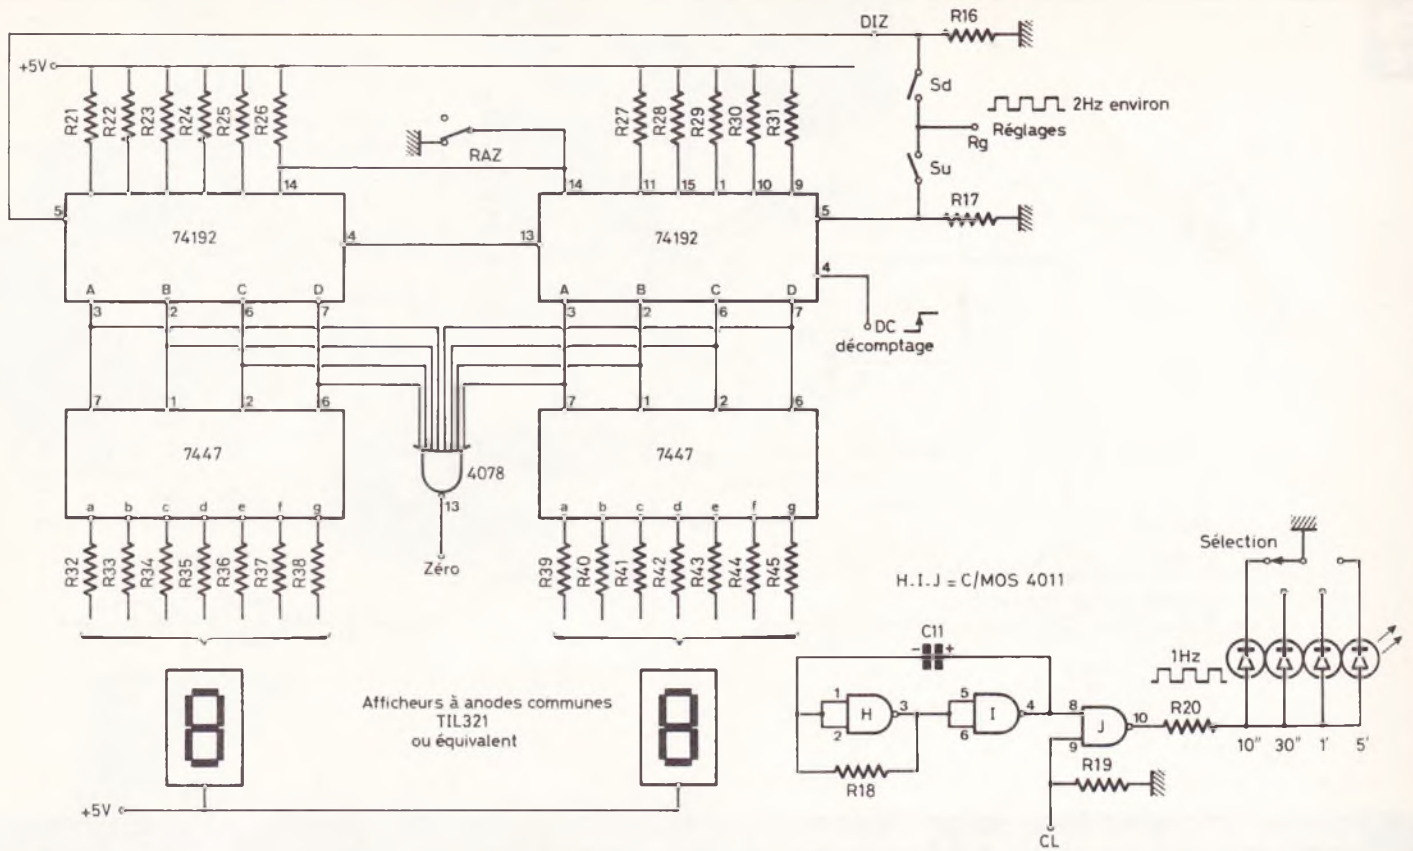 DIZ
R16
+5V
R21
R22
R23
R24
R25
R26
R27
R28
R29
R30
R31
Sd
2Hz environ
Réglages
Rg
Su
RAZ
R17
14
14
11
15
1
10
9
5
74192
4
13
74192
5
4
A
B
C
D
3
2
6
7
A
B
C
D
3
2
6
7
DC
décomptage
7
1
2
6
7
1
2
6
7447
4078
7447
13
a
b
c
d
e
f
g
a
b
c
d
e
f
g
R32
R33
R34
R35
R36
R37
R38
Zéro
R39
R40
R41
R42
R43
R44
R45
Sélection
H.I.J = C/MOS 4011
C11
- +
1Hz
Afficheurs à anodes communes
TIL321
ou équivalent
1
2
H
3
5
6
I
4
8
9
J
10
R20
10"
30"
1'
5'
R18
R19
+5V
CL